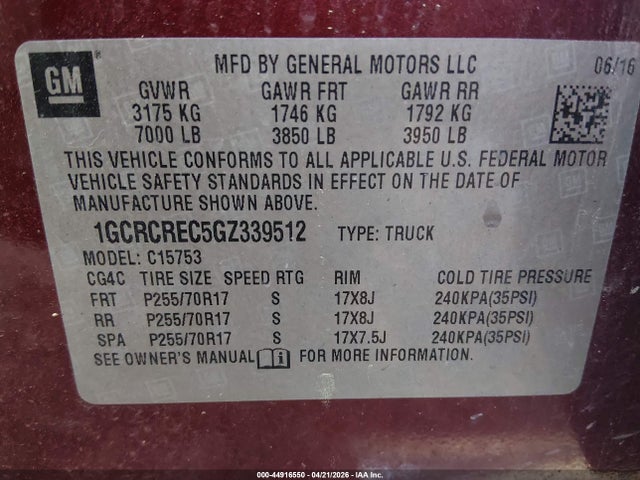 GM
MFD BY GENERAL MOTORS LLC 06/16
GVWR GAWR FRT GAWR RR
3175 KG 1746 KG 1792 KG
7000 LB 3850 LB 3950 LB
THIS VEHICLE CONFORMS TO ALL APPLICABLE U.S. FEDERAL MOTOR
VEHICLE SAFETY STANDARDS IN EFFECT ON THE DATE OF
MANUFACTURE SHOWN ABOVE.
1GCRCREC5GZ339512 TYPE: TRUCK
MODEL: C15753
CG4C TIRE SIZE SPEED RTG RIM COLD TIRE PRESSURE
FRT P255/70R17 S 17X8J 240KPA(35PSI)
RR P255/70R17 S 17X8J 240KPA(35PSI)
SPA P255/70R17 S 17X7.5J 240KPA(35PSI)
SEE OWNER'S MANUAL FOR MORE INFORMATION.
000-44916550 - 04/21/2026 - IAAI.com